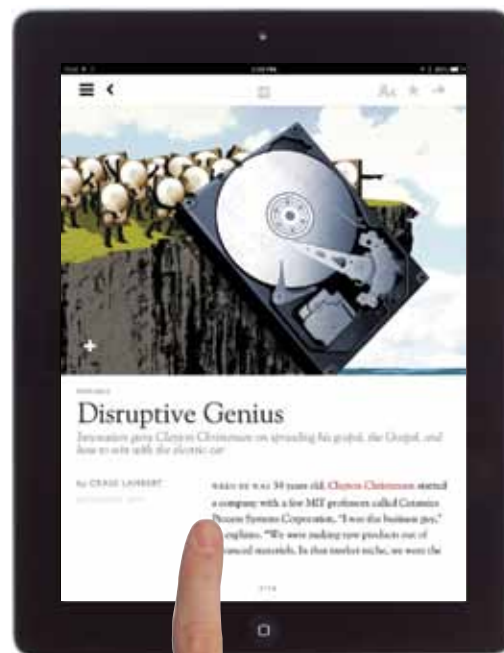 Disruptive Genius
Innovation guru Clayton Christensen on spreading his gospel, the Gospel, and
how to win with the electric car
by CRAIG LAMBERT
WHEN HE WAS 30 years old, Clayton Christensen started
a company with a few MIT professors called Ceramics
Process Systems Corporation. "I was the business guy,"
explains. "We were making new products out of
advanced materials. In that market niche, we were the